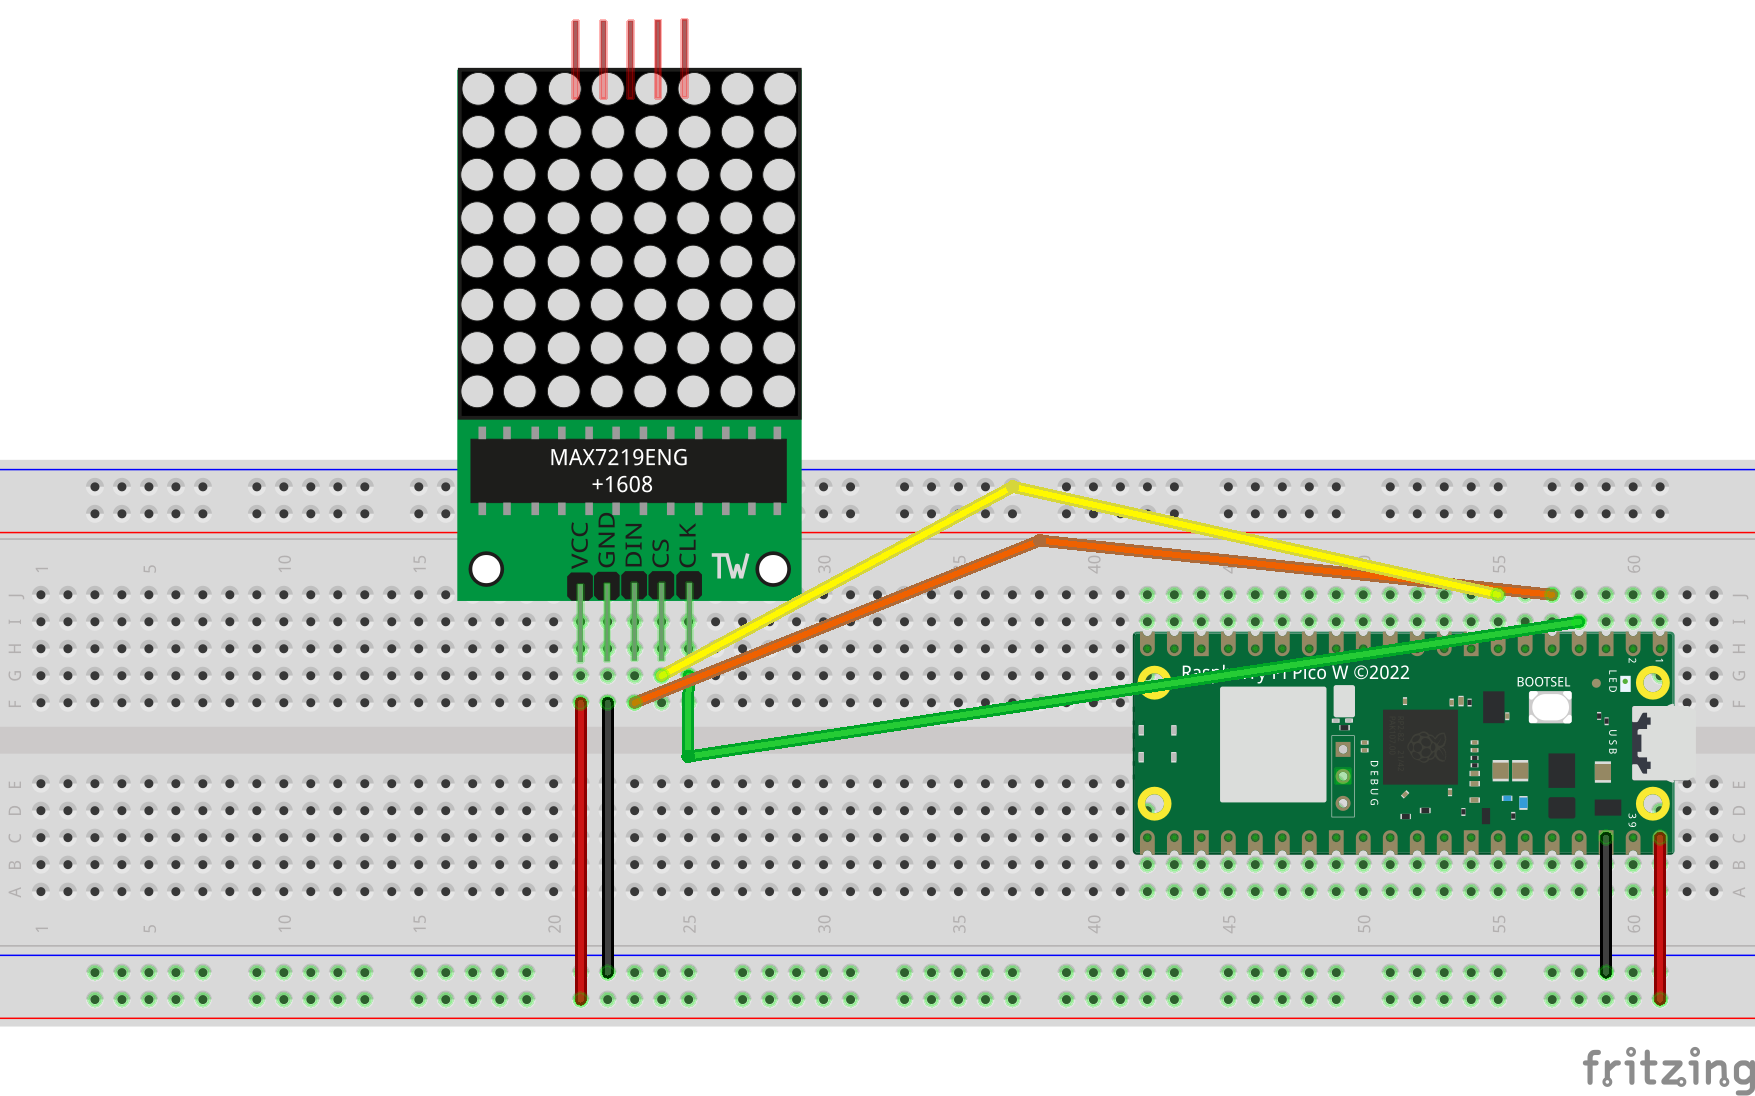 MAX7219ENG
+1608
VCC
GND
DIN
CS
CLK
TW
1 5 10 15 30 35 40 45 50 55 60
J J
I I
H H
G G
F F
Raspberry Pi Pico W ©2022
BOOTSEL
LED
2
1
USB
DEBUG
39
E E
D D
C C
B B
A A
1 5 10 15 20 25 30 35 40 45 50 55 60
fritzing